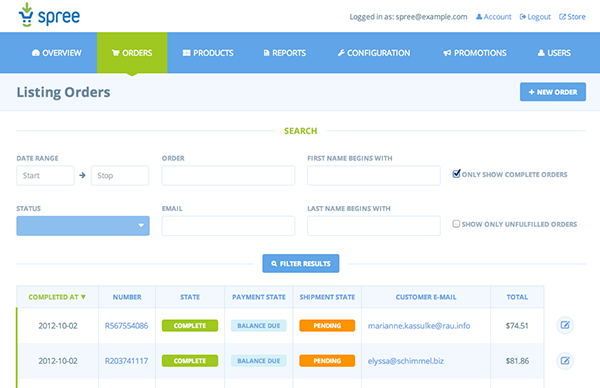 spree
Logged in as: spree@example.com Account Logout Store
OVERVIEW ORDERS PRODUCTS REPORTS CONFIGURATION PROMOTIONS USERS
Listing Orders
+ NEW ORDER
SEARCH
DATE RANGE ORDER FIRST NAME BEGINS WITH
Start Stop ONLY SHOW COMPLETE ORDERS
STATUS EMAIL LAST NAME BEGINS WITH
SHOW ONLY UNFULFILLED ORDERS
FILTER RESULTS
COMPLETED AT ▼ NUMBER STATE PAYMENT STATE SHIPMENT STATE CUSTOMER E-MAIL TOTAL
2012-10-02 R567554086 COMPLETE BALANCE DUE PENDING marianne.kassulke@rau.info $74.51
2012-10-02 R203741117 COMPLETE BALANCE DUE PENDING elyssa@schimmel.biz $81.86